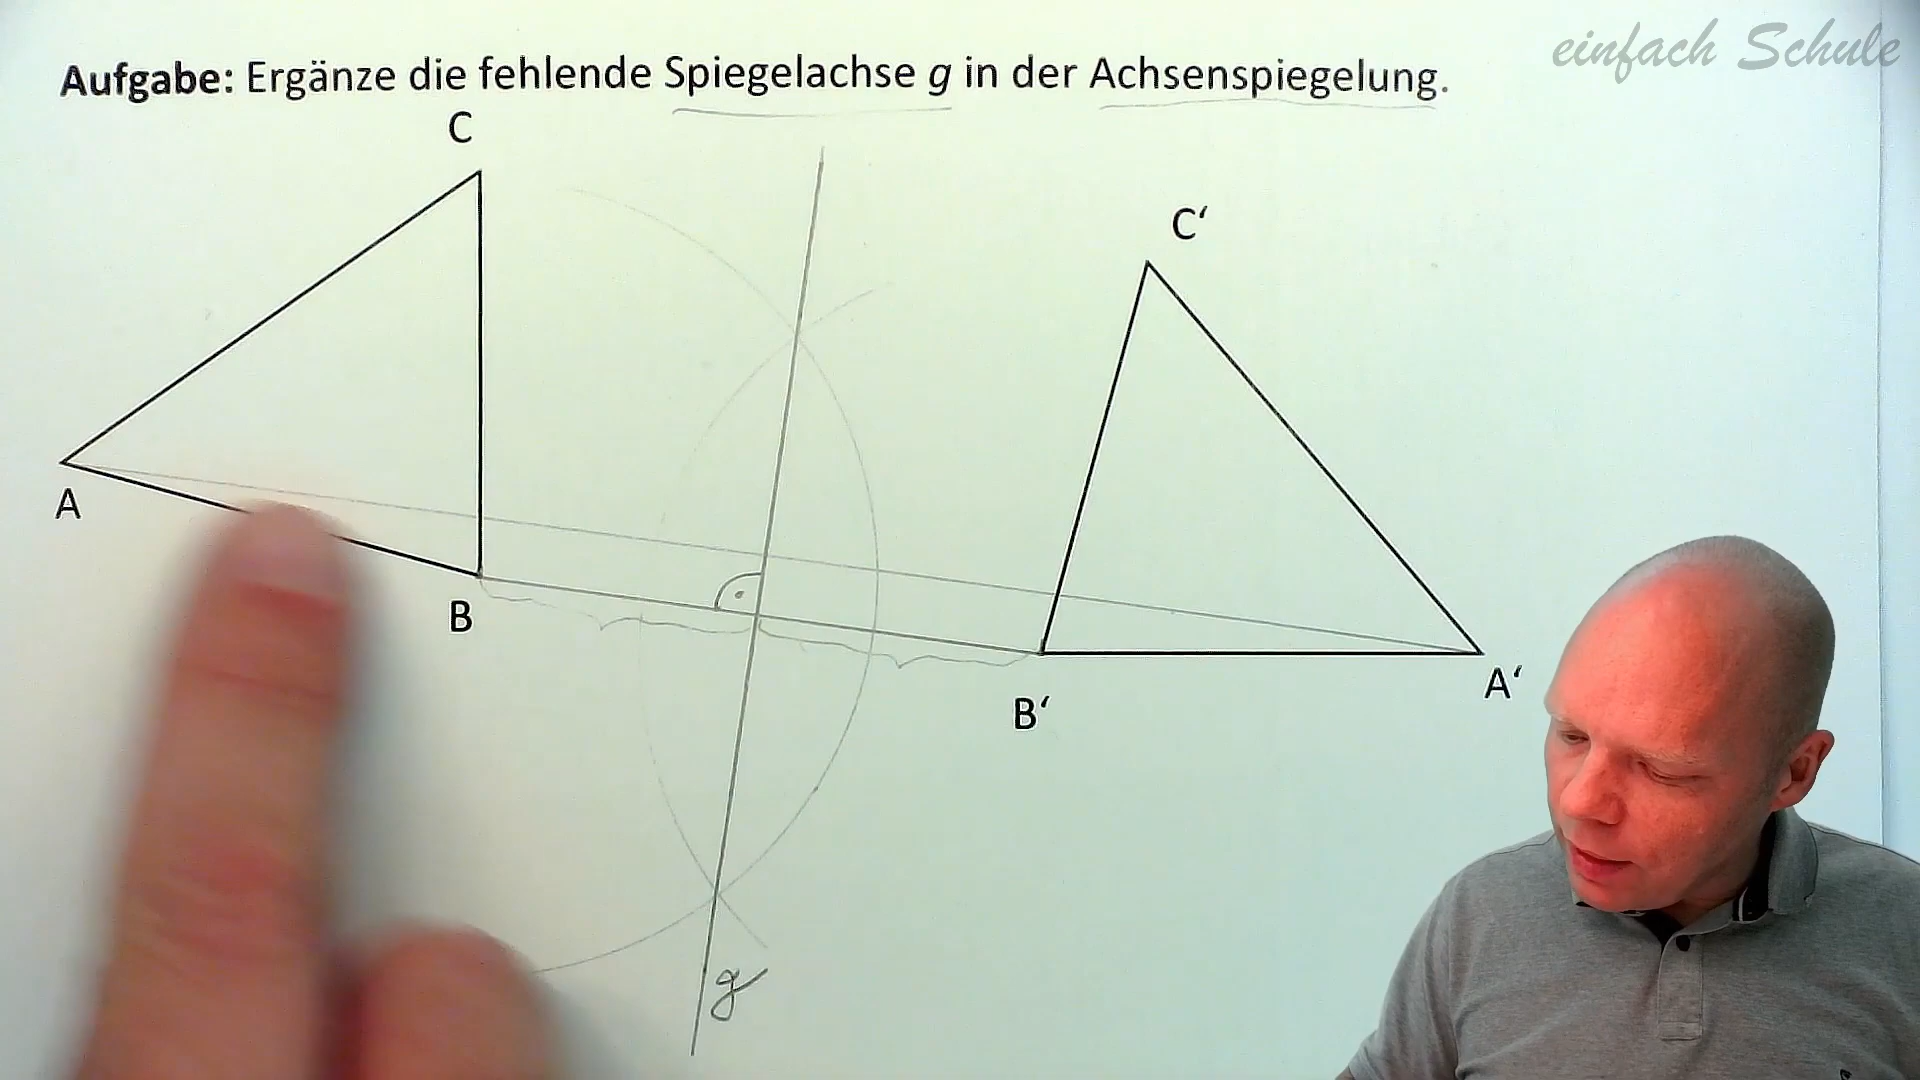 einfach Schule
Aufgabe: Ergänze die fehlende Spiegelachse g in der Achsenspiegelung.
C
C‘
A
B
A‘
B‘
g